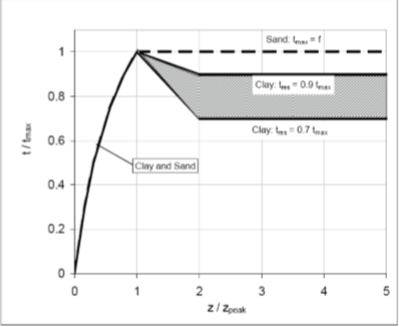 Sand: tmax = f
Clay: tres = 0.9 tmax
Clay: tres = 0.7 tmax
Clay and Sand
t / tmax
1
0.8
0.6
0.4
0.2
0
0 1 2 3 4 5
z / zpeak